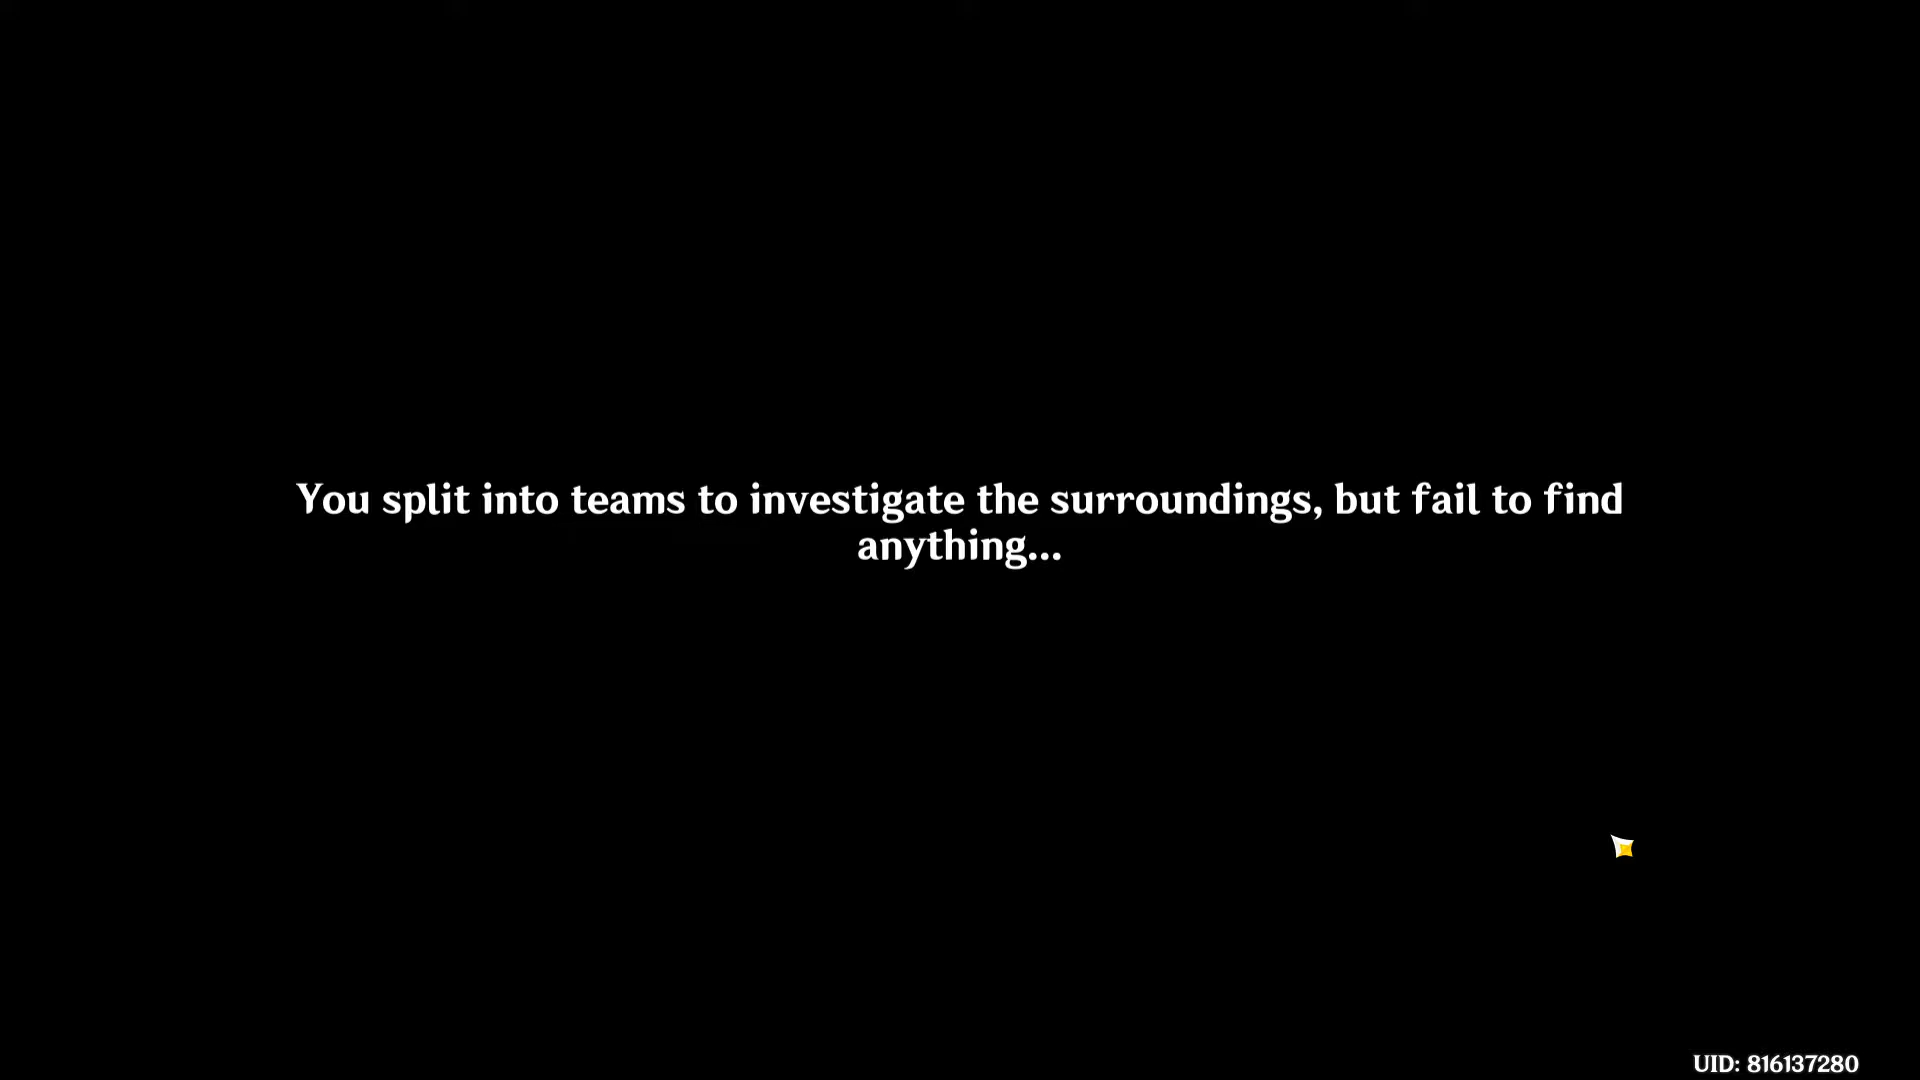 You split into teams to investigate the surroundings, but fail to find
anything...
UID: 816137280